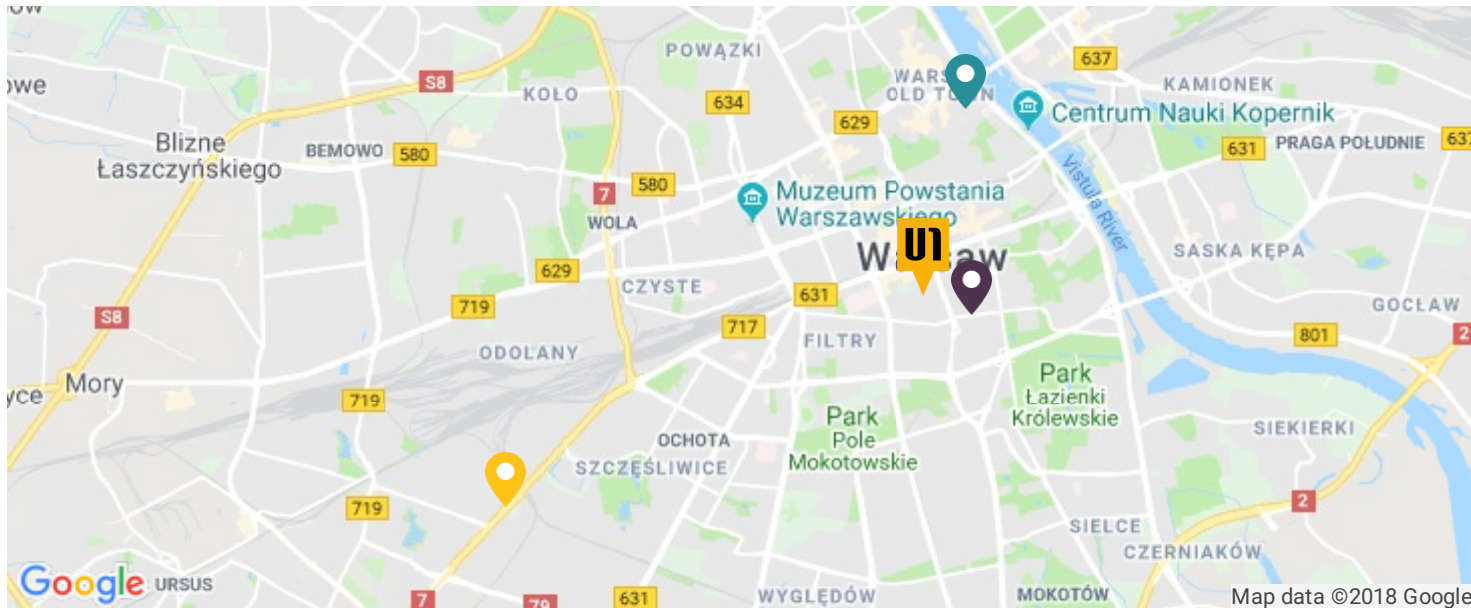 POWĄZKI
637
S8
KOŁO
KAMIONEK
OLD TOWN
634
629
Centrum Nauki Kopernik
Blizne
Łaszczyńskiego
BEMOWO
580
631
PRAGA POŁUDNIE
637
580
7
Muzeum Powstania
Warszawskiego
WOLA
Vistula River
U1
Warsaw
SASKA KĘPA
629
CZYSTE
719
631
GOCŁAW
S8
717
801
2
ODOLANY
FILTRY
Mory
719
Park
Łazienki
Królewskie
Park
Pole
Mokotowskie
OCHOTA
SZCZĘŚLIWICE
SIEKIERKI
719
2
SIELCE
CZERNIAKÓW
Google
URSUS
7
79
631
WYGLĘDÓW
MOKOTÓW
Map data ©2018 Google